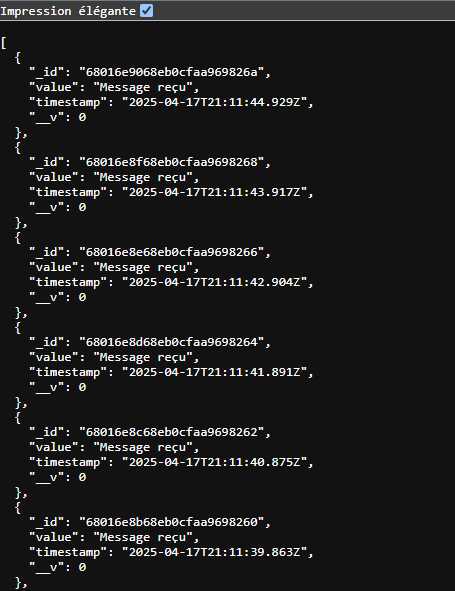 Impression élégante
[
  {
    "_id": "68016e9068eb0cfaa969826a",
    "value": "Message reçu",
    "timestamp": "2025-04-17T21:11:44.929Z",
    "__v": 0
  },
  {
    "_id": "68016e8f68eb0cfaa9698268",
    "value": "Message reçu",
    "timestamp": "2025-04-17T21:11:43.917Z",
    "__v": 0
  },
  {
    "_id": "68016e8e68eb0cfaa9698266",
    "value": "Message reçu",
    "timestamp": "2025-04-17T21:11:42.904Z",
    "__v": 0
  },
  {
    "_id": "68016e8d68eb0cfaa9698264",
    "value": "Message reçu",
    "timestamp": "2025-04-17T21:11:41.891Z",
    "__v": 0
  },
  {
    "_id": "68016e8c68eb0cfaa9698262",
    "value": "Message reçu",
    "timestamp": "2025-04-17T21:11:40.875Z",
    "__v": 0
  },
  {
    "_id": "68016e8b68eb0cfaa9698260",
    "value": "Message reçu",
    "timestamp": "2025-04-17T21:11:39.863Z",
    "__v": 0
  },